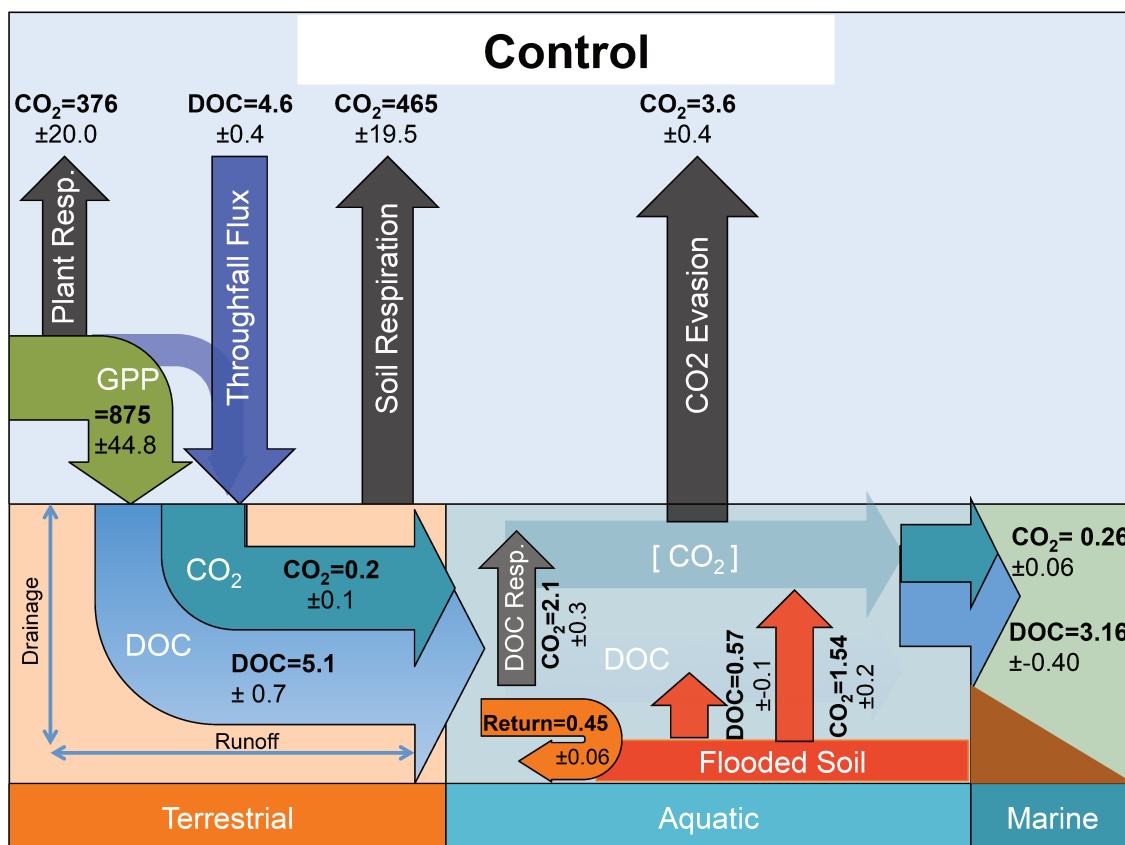 Control
CO₂=376
±20.0
DOC=4.6
±0.4
CO₂=465
±19.5
CO₂=3.6
±0.4
Plant Resp.
Throughfall Flux
Soil Respiration
CO2 Evasion
GPP
=875
±44.8
Drainage
CO₂
CO₂=0.2
±0.1
DOC
DOC=5.1
± 0.7
Runoff
DOC Resp.
CO₂=2.1
±0.3
[ CO₂ ]
DOC
DOC=0.57
±-0.1
CO₂=1.54
±0.2
Return=0.45
±0.06
Flooded Soil
CO₂= 0.26
±0.06
DOC=3.16
±-0.40
Terrestrial
Aquatic
Marine